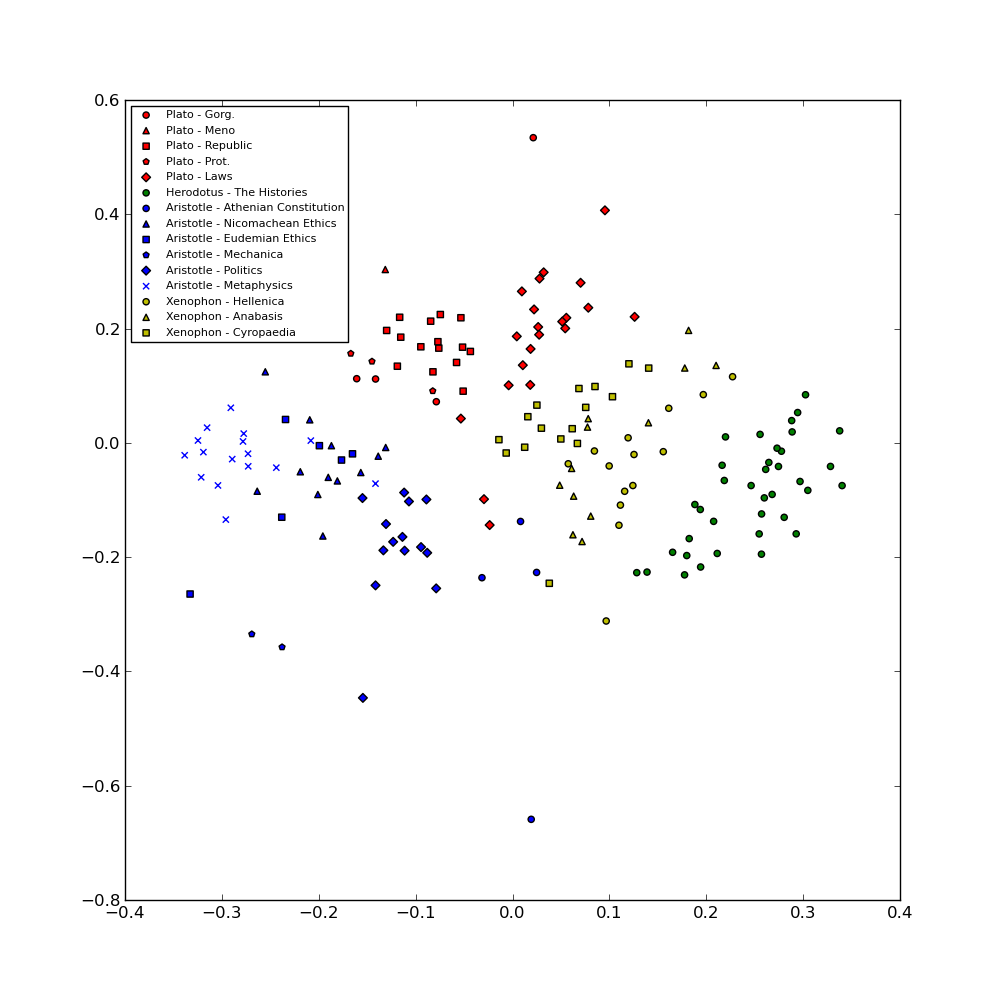 0.6
0.4
0.2
0.0
−0.2
−0.4
−0.6
−0.8
Plato - Gorg.
Plato - Meno
Plato - Republic
Plato - Prot.
Plato - Laws
Herodotus - The Histories
Aristotle - Athenian Constitution
Aristotle - Nicomachean Ethics
Aristotle - Eudemian Ethics
Aristotle - Mechanica
Aristotle - Politics
Aristotle - Metaphysics
Xenophon - Hellenica
Xenophon - Anabasis
Xenophon - Cyropaedia
−0.4 −0.3 −0.2 −0.1 0.0 0.1 0.2 0.3 0.4